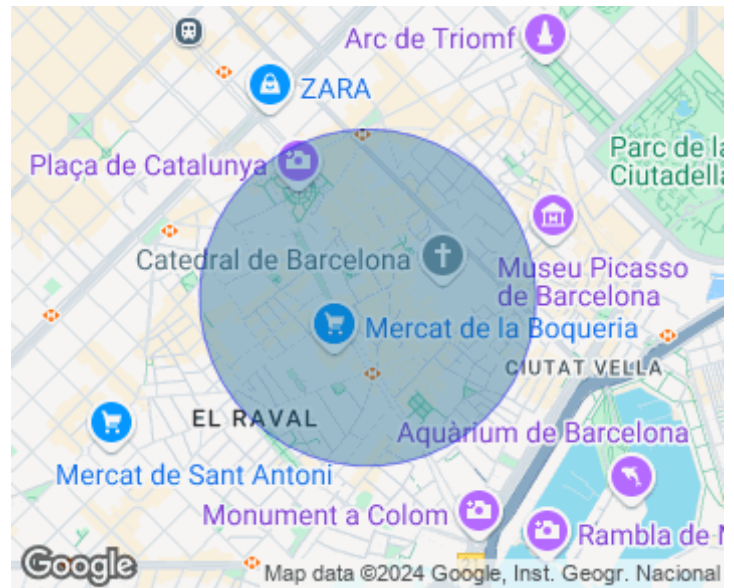 Arc de Triomf
ZARA
Plaça de Catalunya
Parc de la
Ciutadella
Catedral de Barcelona
Museu Picasso
de Barcelona
Mercat de la Boqueria
CIUTAT VELLA
EL RAVAL
Aquàrium de Barcelona
Mercat de Sant Antoni
Monument a Colom
Rambla de
Google
Map data ©2024 Google, Inst. Geogr. Nacional